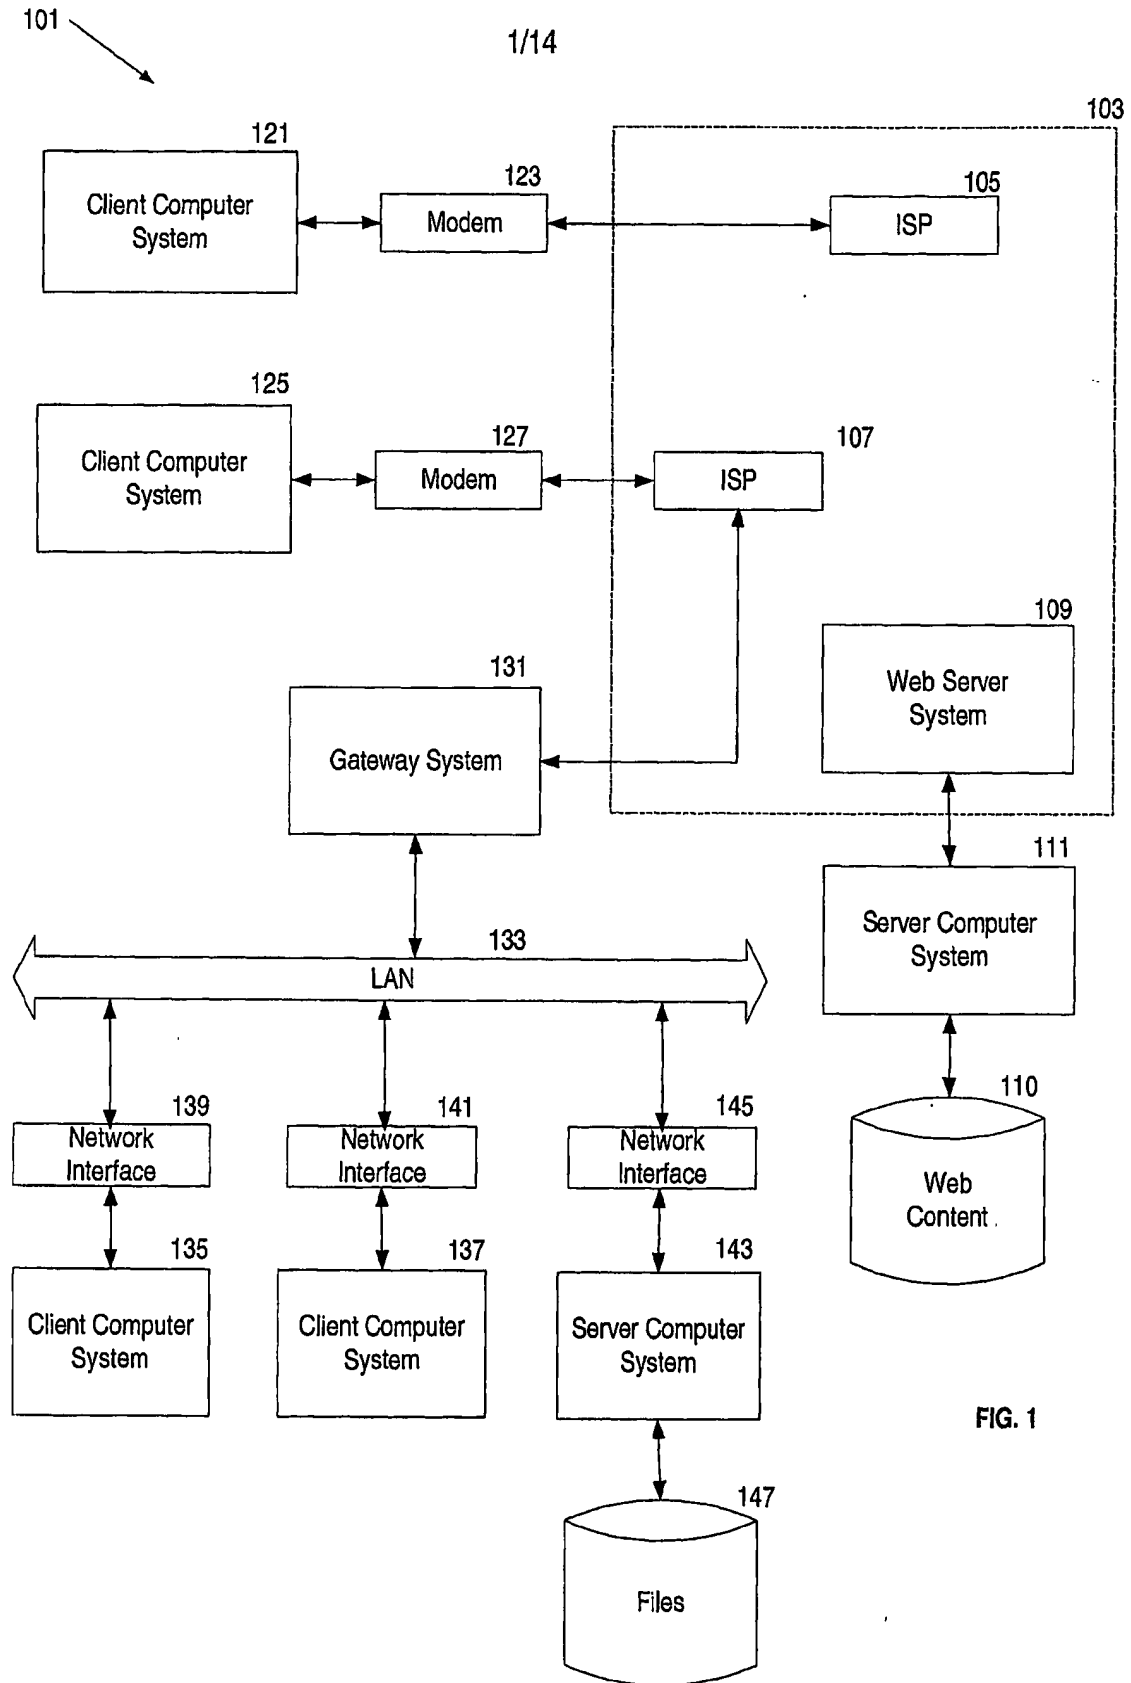 101
1/14
103
121
Client Computer
System
123
Modem
105
ISP
125
Client Computer
System
127
Modem
107
ISP
109
Web Server
System
131
Gateway System
111
Server Computer
System
133
LAN
110
Web
Content
139
Network
Interface
141
Network
Interface
145
Network
Interface
135
Client Computer
System
137
Client Computer
System
143
Server Computer
System
FIG. 1
147
Files